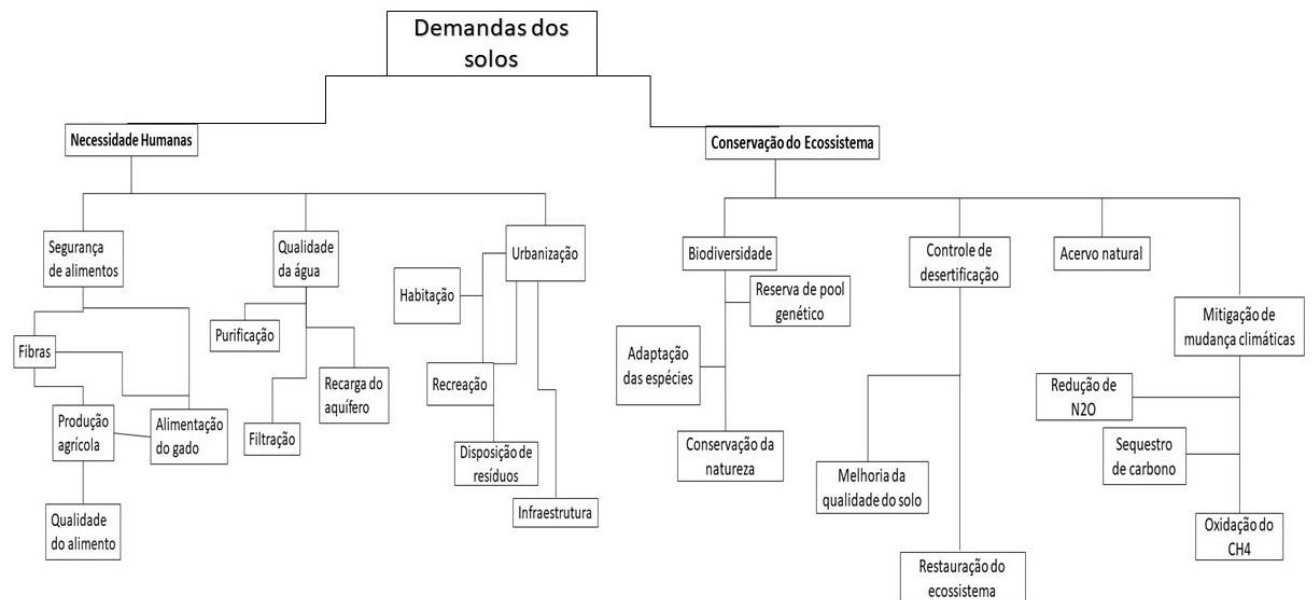 Demandas dos
solos
Necessidade Humanas
Conservação do Ecossistema
Segurança
de alimentos
Qualidade
da água
Urbanização
Habitação
Purificação
Fibras
Recarga do
aquífero
Recreação
Produção
agrícola
Alimentação
do gado
Filtração
Disposição de
resíduos
Infraestrutura
Qualidade
do alimento
Biodiversidade
Controle de
desertificação
Acervo natural
Reserva de pool
genético
Mitigação de
mudança climáticas
Adaptação
das espécies
Redução de
N2O
Conservação da
natureza
Melhoria da
qualidade do solo
Sequestro
de carbono
Oxidação do
CH4
Restauração do
ecossistema